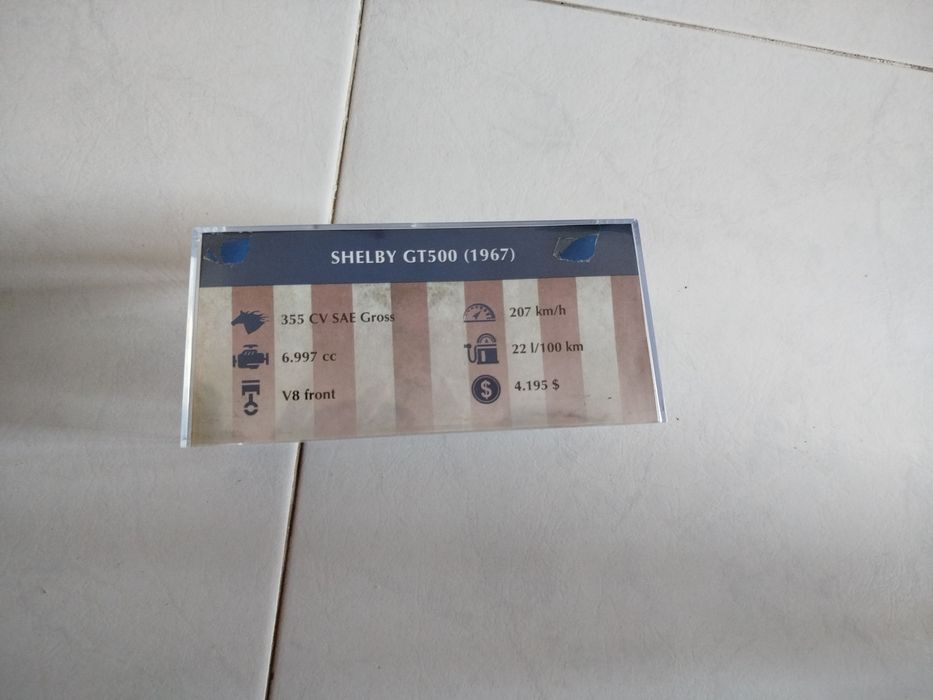 SHELBY GT500 (1967)
355 CV SAE Gross
6.997 cc
V8 front
207 km/h
22 l/100 km
$
4.195 $